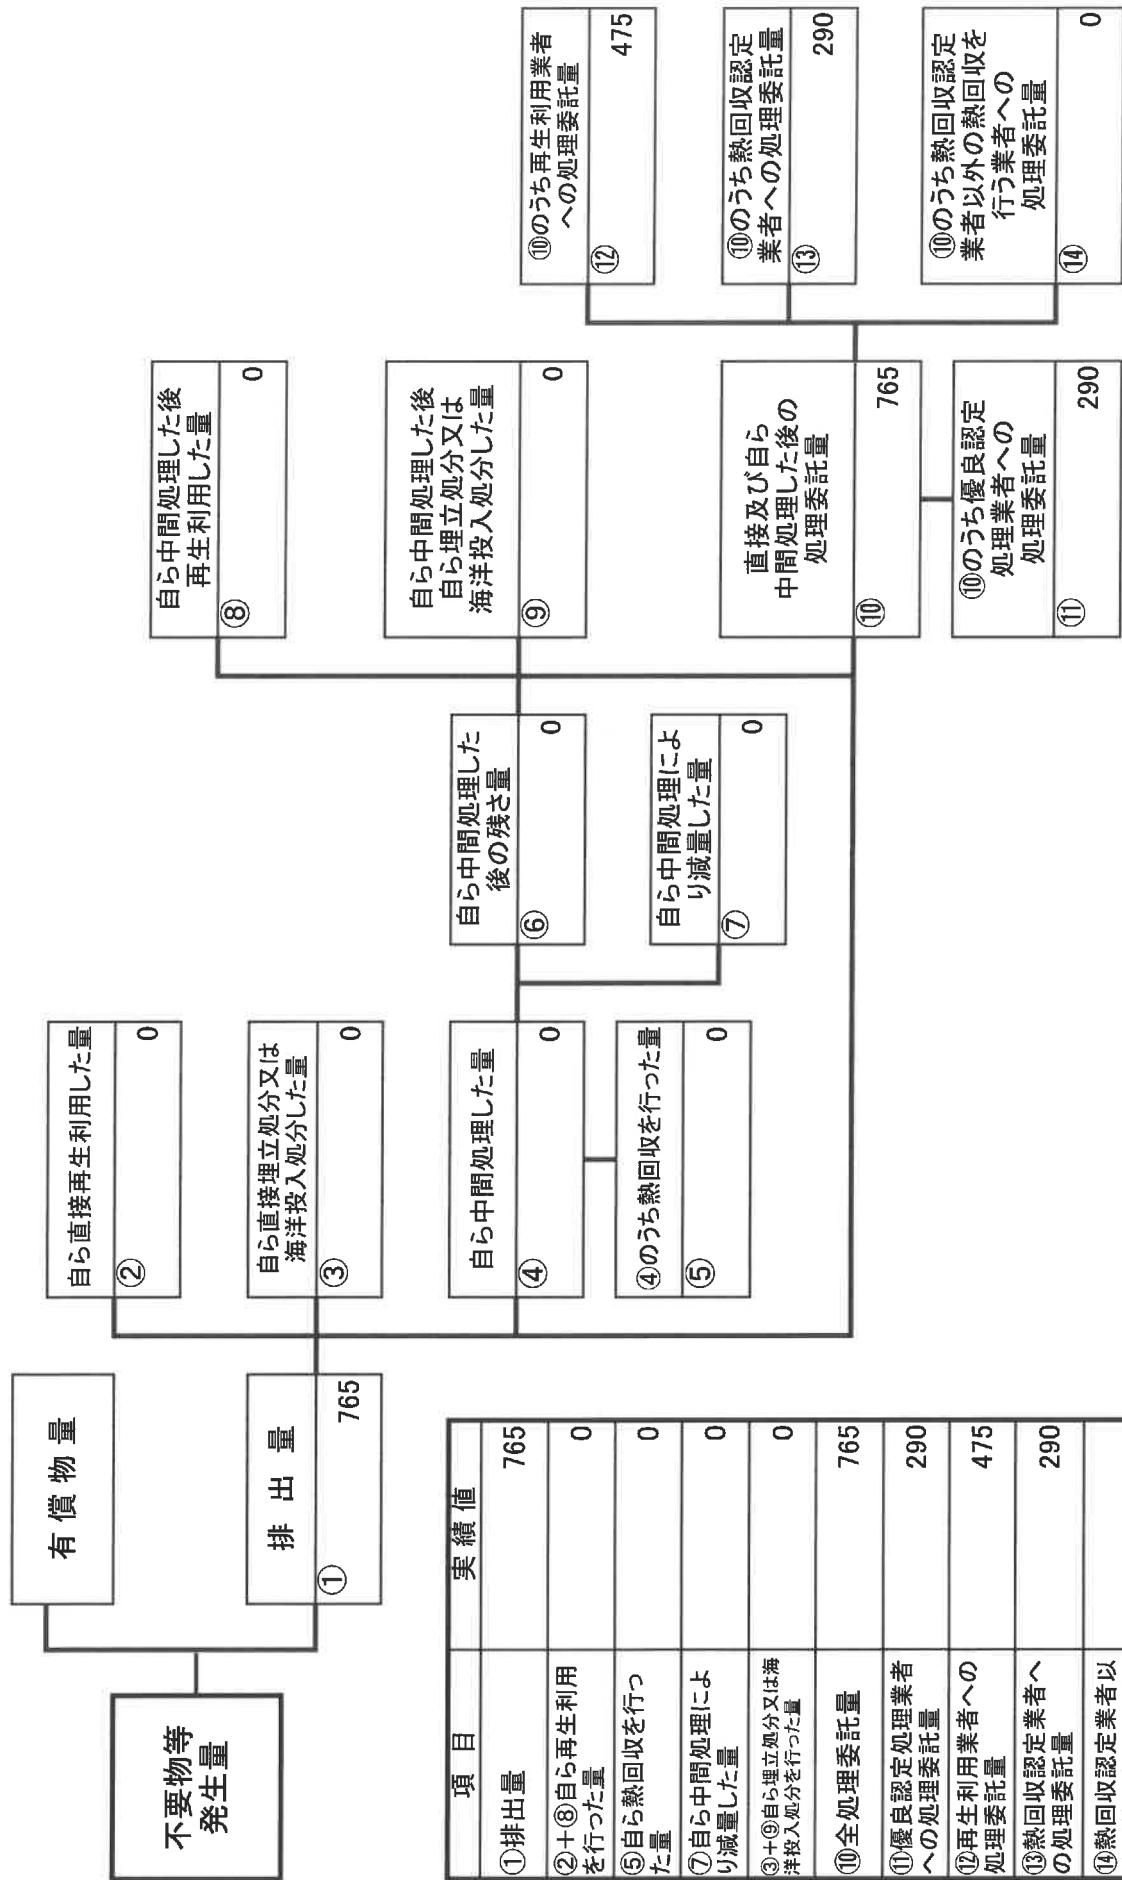 不要物等
発生量
有 償 物 量
排 出 量
①
765
自ら直接再生利用した量
②
0
自ら直接埋立処分又は
海洋投入処分した量
③
0
自ら中間処理した量
④
0
④のうち熱回収を行った量
⑤
0
自ら中間処理した
後の残さ量
⑥
0
自ら中間処理によ
り減量した量
⑦
0
自ら中間処理した後
再生利用した量
⑧
0
自ら中間処理した後
自ら埋立処分又は
海洋投入処分した量
⑨
0
直接及び自ら
中間処理した後の
処理委託量
⑩
765
⑩のうち優良認定
処理業者への
処理委託量
⑪
290
⑩のうち再生利用業者
への処理委託量
⑫
475
⑩のうち熱回収認定
業者への処理委託量
⑬
290
⑩のうち熱回収認定
業者以外の熱回収を
行う業者への
処理委託量
⑭
0
項 目 実 績 値
①排出量 765
②+⑧自ら再生利用
を行った量 0
⑤自ら熱回収を行っ
た量 0
⑦自ら中間処理によ
り減量した量 0
③+⑨自ら埋立処分又は海
洋投入処分を行った量 0
⑩全処理委託量 765
⑪優良認定処理業者
への処理委託量 290
⑫再生利用業者への
処理委託量 475
⑬熱回収認定業者へ
の処理委託量 290
⑭熱回収認定業者以